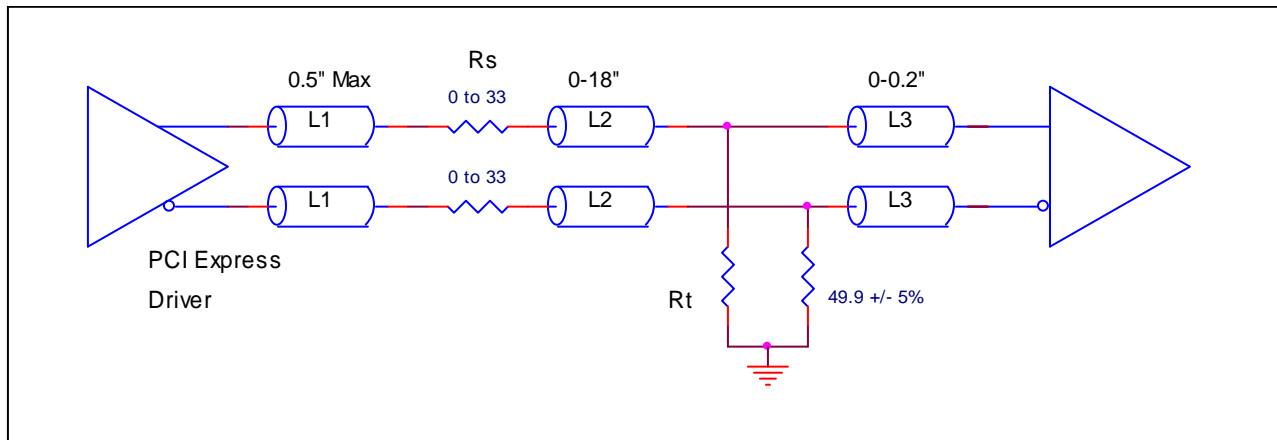 Rs
0.5" Max
0-18"
0-0.2"
0 to 33
L1
L2
L3
0 to 33
L1
L2
L3
PCI Express
Driver
Rt
49.9 +/- 5%